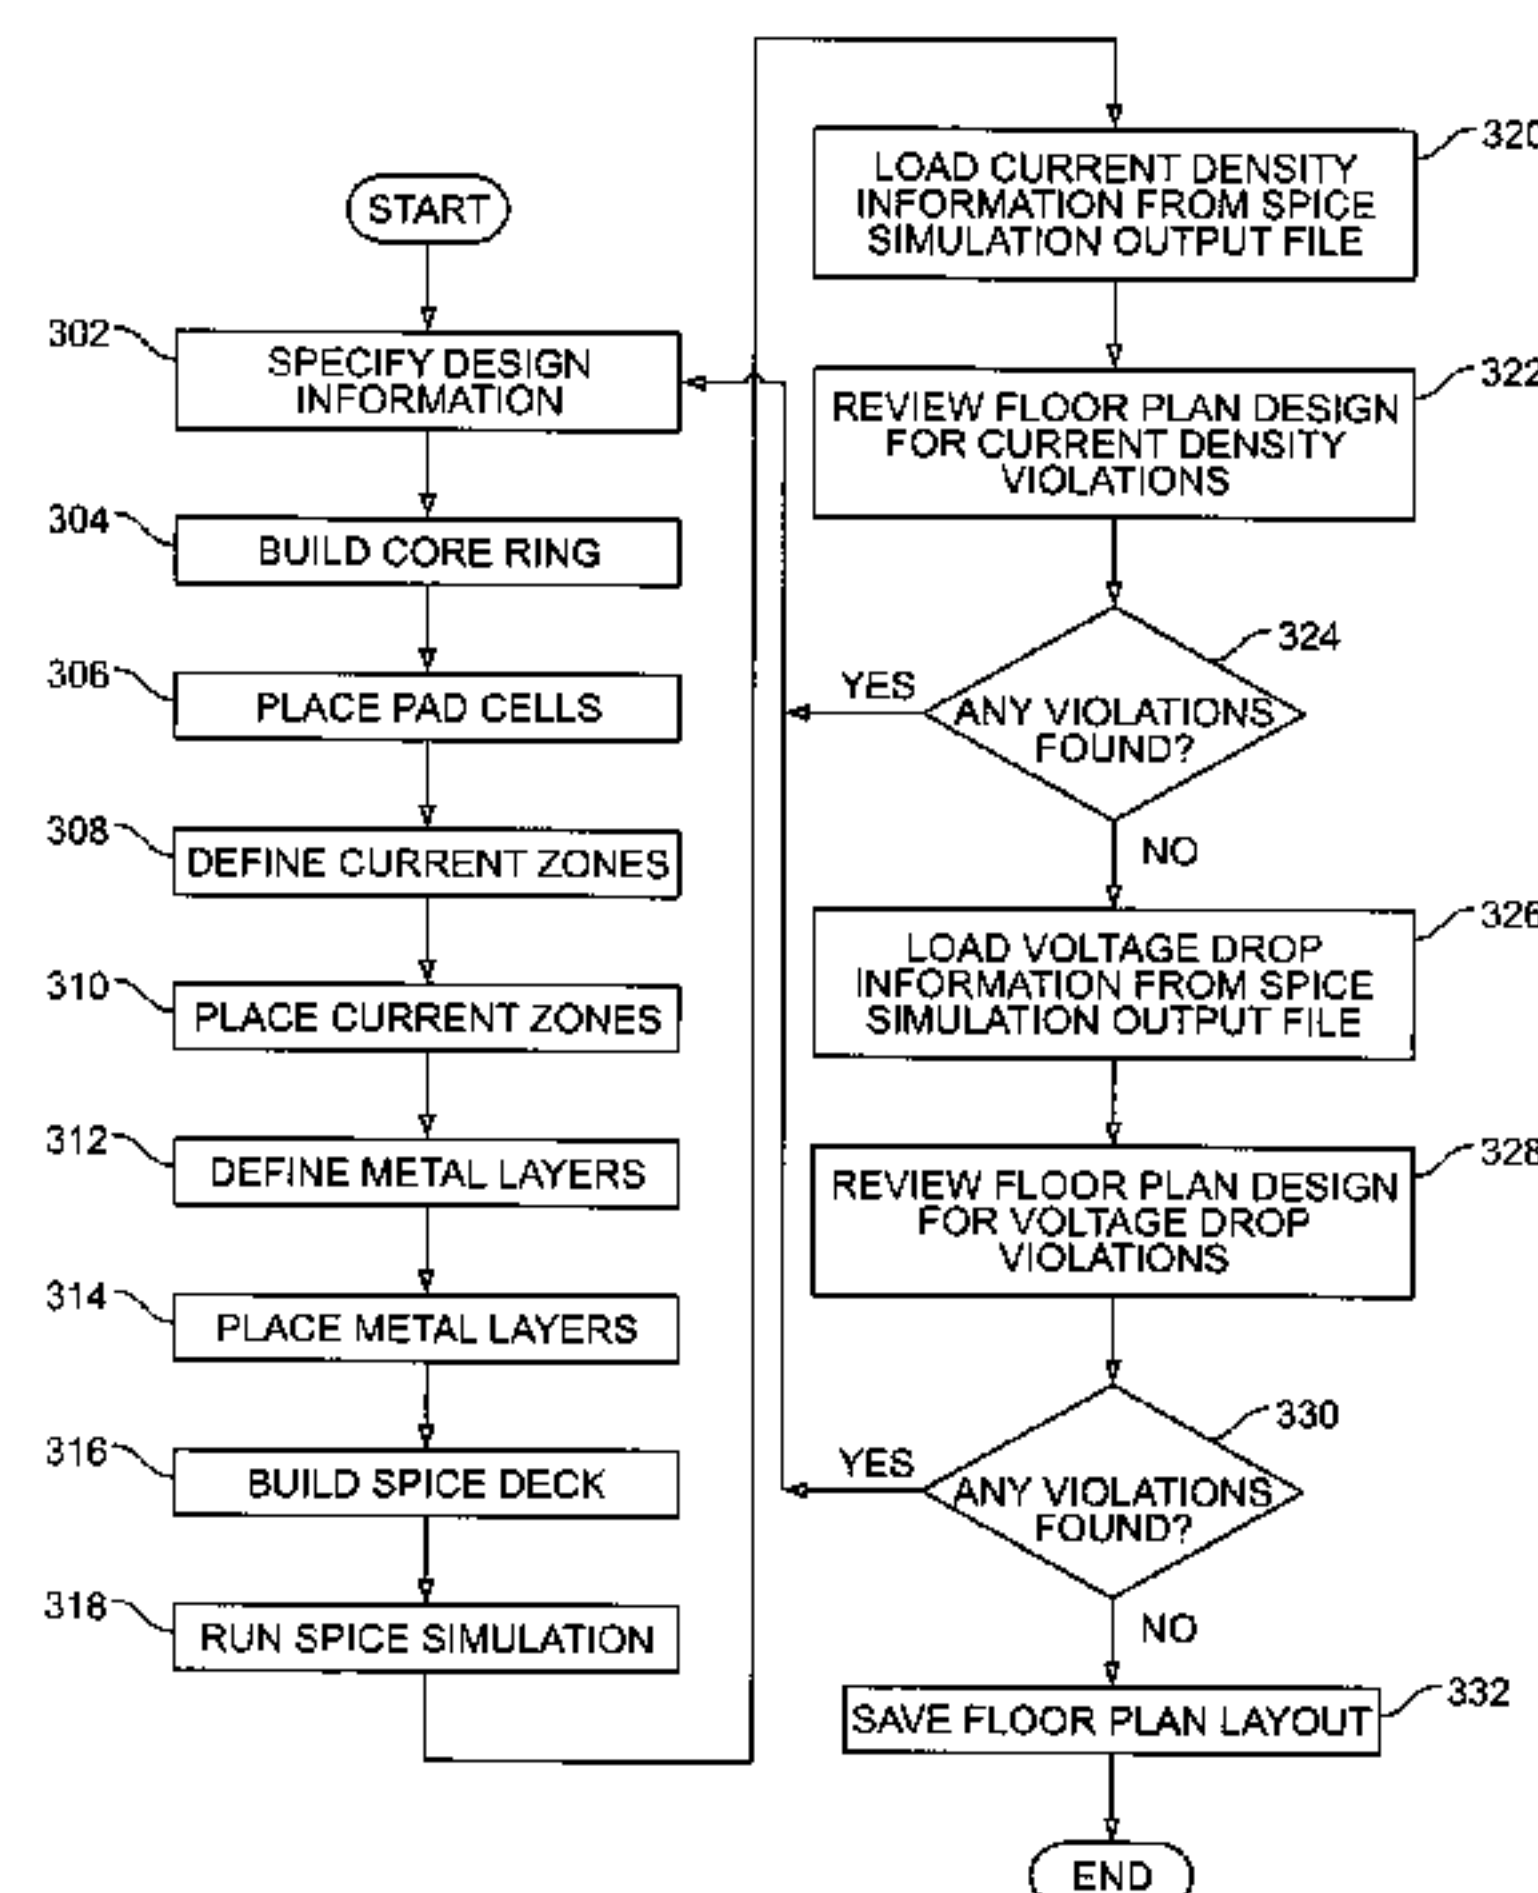 START
302
SPECIFY DESIGN
INFORMATION
304
BUILD CORE RING
306
PLACE PAD CELLS
308
DEFINE CURRENT ZONES
310
PLACE CURRENT ZONES
312
DEFINE METAL LAYERS
314
PLACE METAL LAYERS
316
BUILD SPICE DECK
318
RUN SPICE SIMULATION
320
LOAD CURRENT DENSITY
INFORMATION FROM SPICE
SIMULATION OUTPUT FILE
322
REVIEW FLOOR PLAN DESIGN
FOR CURRENT DENSITY
VIOLATIONS
324
YES
ANY VIOLATIONS
FOUND?
NO
326
LOAD VOLTAGE DROP
INFORMATION FROM SPICE
SIMULATION OUTPUT FILE
328
REVIEW FLOOR PLAN DESIGN
FOR VOLTAGE DROP
VIOLATIONS
330
YES
ANY VIOLATIONS
FOUND?
NO
332
SAVE FLOOR PLAN LAYOUT
END